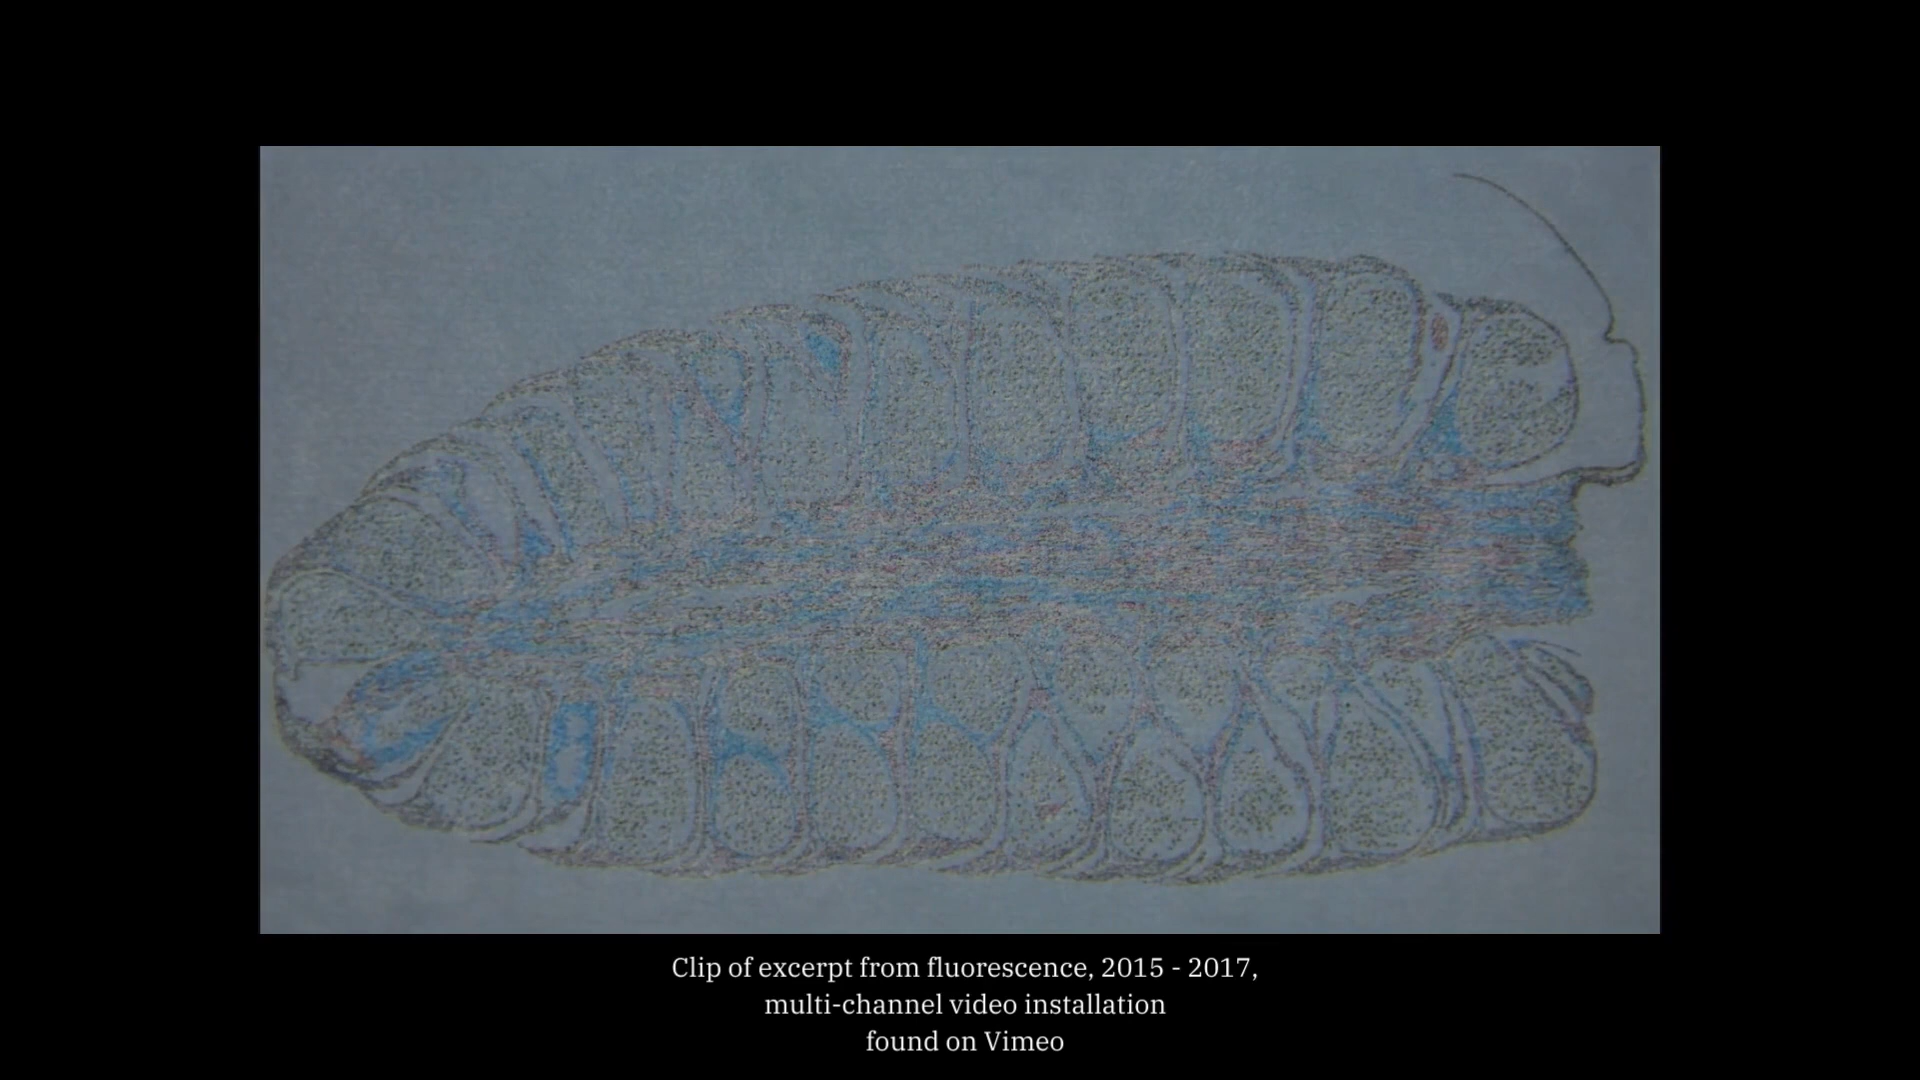 Clip of excerpt from fluorescence, 2015 - 2017,
multi-channel video installation
found on Vimeo